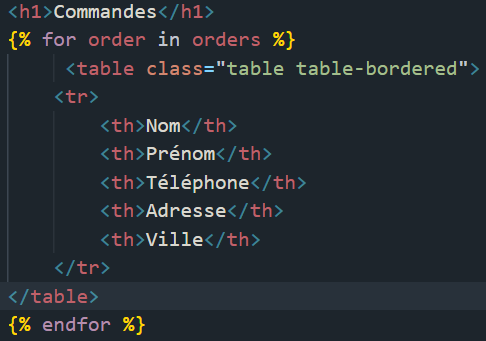 <h1>Commandes</h1>
{% for order in orders %}
<table class="table table-bordered">
<tr>
<th>Nom</th>
<th>Prénom</th>
<th>Téléphone</th>
<th>Adresse</th>
<th>Ville</th>
</tr>
</table>
{% endfor %}